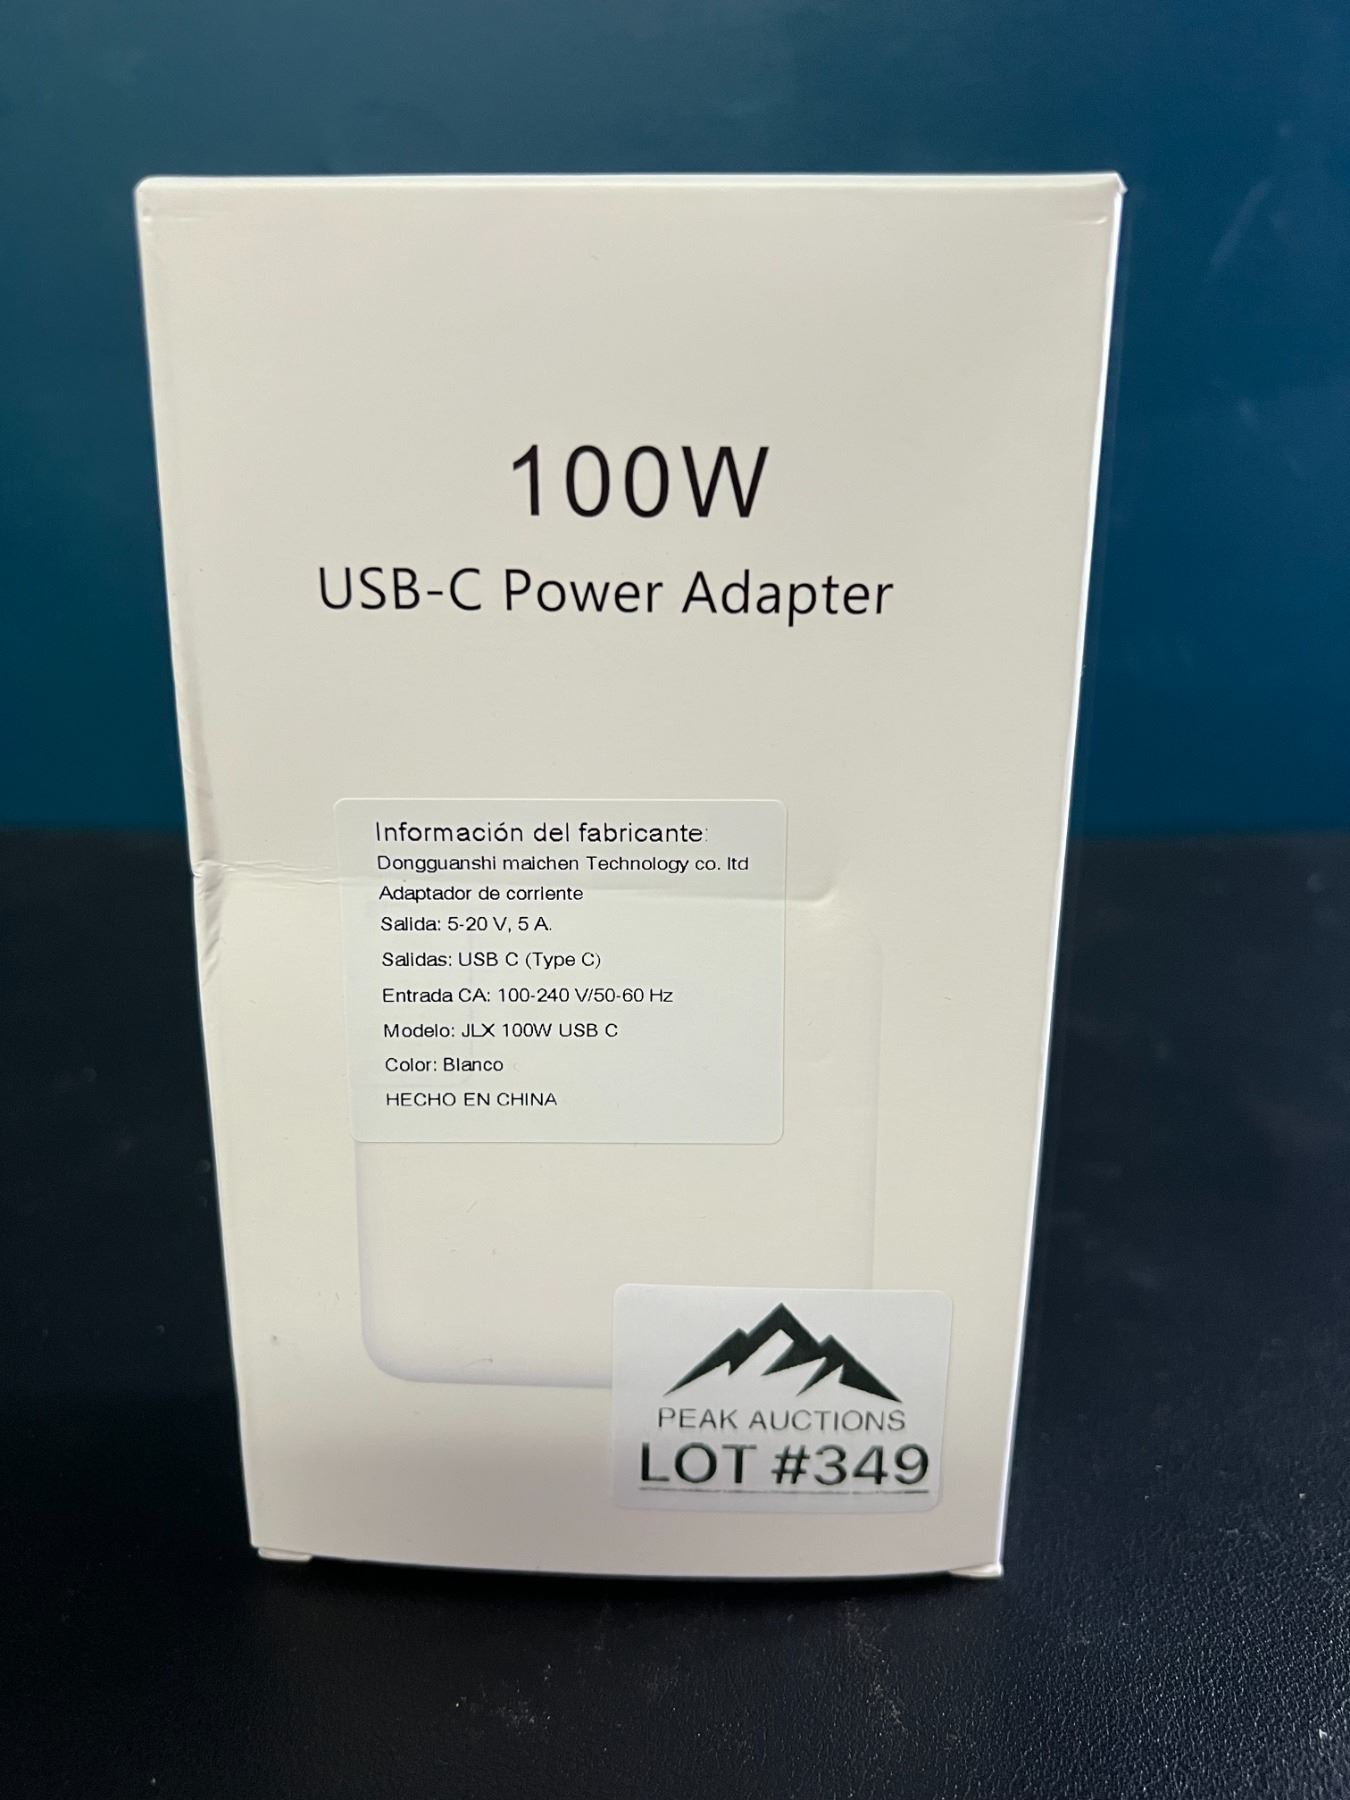 100W
USB-C Power Adapter
Información del fabricante:
Dongguanshi maichen Technology co. ltd
Adaptador de corriente
Salida: 5-20 V, 5 A.
Salidas: USB C (Type C)
Entrada CA: 100-240 V/50-60 Hz
Modelo: JLX 100W USB C
Color: Blanco
HECHO EN CHINA
PEAK AUCTIONS
LOT #349